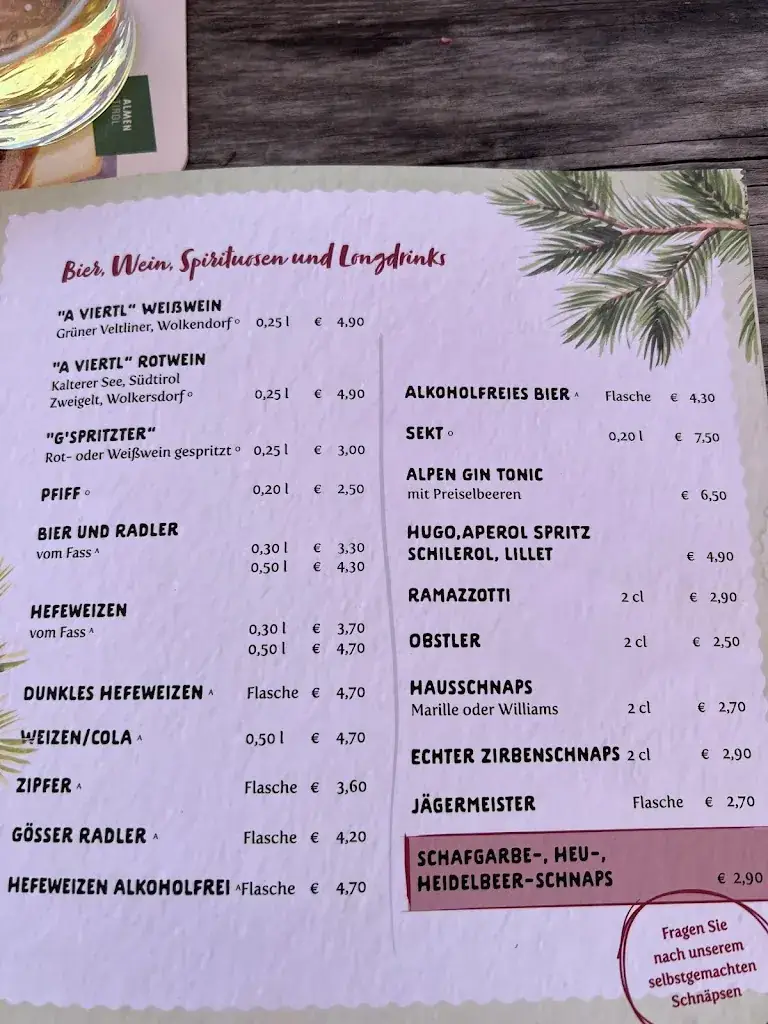 ALMEN
TIROL
Bier, Wein, Spirituosen und Longdrinks
"A VIERTL" WEIßWEIN
Grüner Veltliner, Wolkendorf ᴼ 0,25 l € 4,90
"A VIERTL" ROTWEIN
Kalterer See, Südtirol
Zweigelt, Wolkersdorf ᴼ 0,25 l € 4,90
"G'SPRITZTER"
Rot- oder Weißwein gespritzt ᴼ 0,25 l € 3,00
PFIFF ᴼ 0,20 l € 2,50
BIER UND RADLER
vom Fass ᴬ 0,30 l € 3,30
0,50 l € 4,30
HEFEWEIZEN
vom Fass ᴬ 0,30 l € 3,70
0,50 l € 4,70
DUNKLES HEFEWEIZEN ᴬ Flasche € 4,70
WEIZEN/COLA ᴬ 0,50 l € 4,70
ZIPFER ᴬ Flasche € 3,60
GÖSSER RADLER ᴬ Flasche € 4,20
HEFEWEIZEN ALKOHOLFREI ᴬ Flasche € 4,70
ALKOHOLFREIES BIER ᴬ Flasche € 4,30
SEKT ᴼ 0,20 l € 7,50
ALPEN GIN TONIC
mit Preiselbeeren € 6,50
HUGO,APEROL SPRITZ
SCHILEROL, LILLET € 4,90
RAMAZZOTTI 2 cl € 2,90
OBSTLER 2 cl € 2,50
HAUSSCHNAPS
Marille oder Williams 2 cl € 2,70
ECHTER ZIRBENSCHNAPS 2 cl € 2,90
JÄGERMEISTER Flasche € 2,70
SCHAFGARBE-, HEU-,
HEIDELBEER-SCHNAPS € 2,90
Fragen Sie
nach unserem
selbstgemachten
Schnäpsen